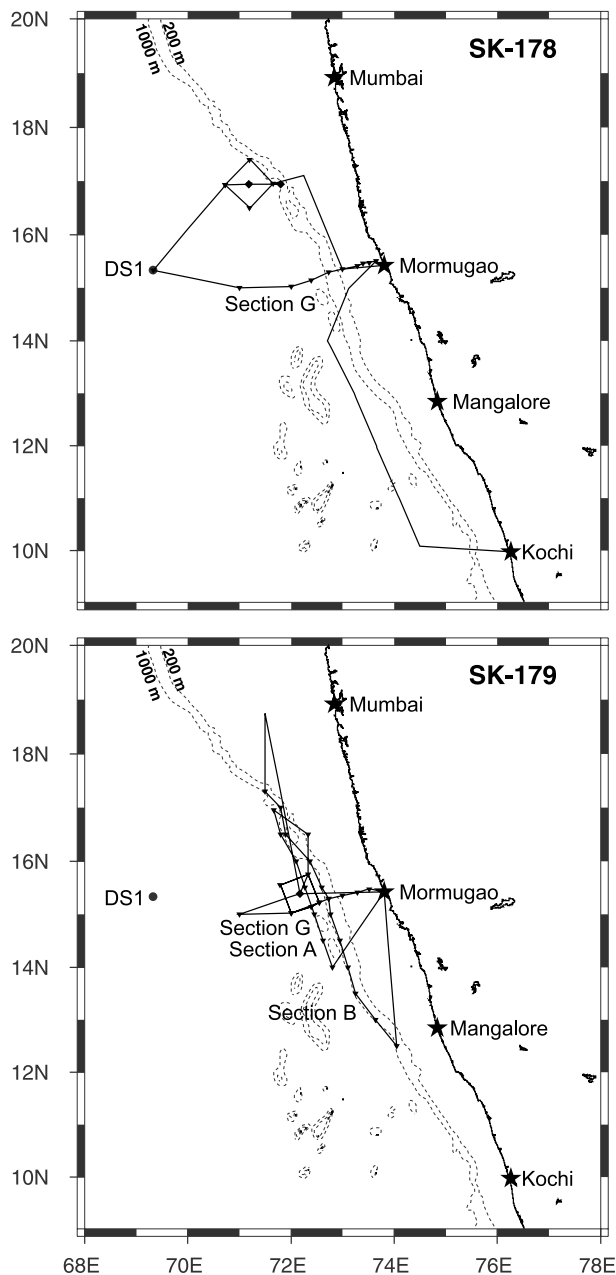 20N
SK-178
1000 m
200 m
Mumbai
18N
16N
DS1
Mormugao
Section G
14N
Mangalore
12N
10N
Kochi
20N
SK-179
1000 m
200 m
Mumbai
18N
16N
DS1
Mormugao
Section G
Section A
14N
Section B
Mangalore
12N
10N
Kochi
68E 70E 72E 74E 76E 78E